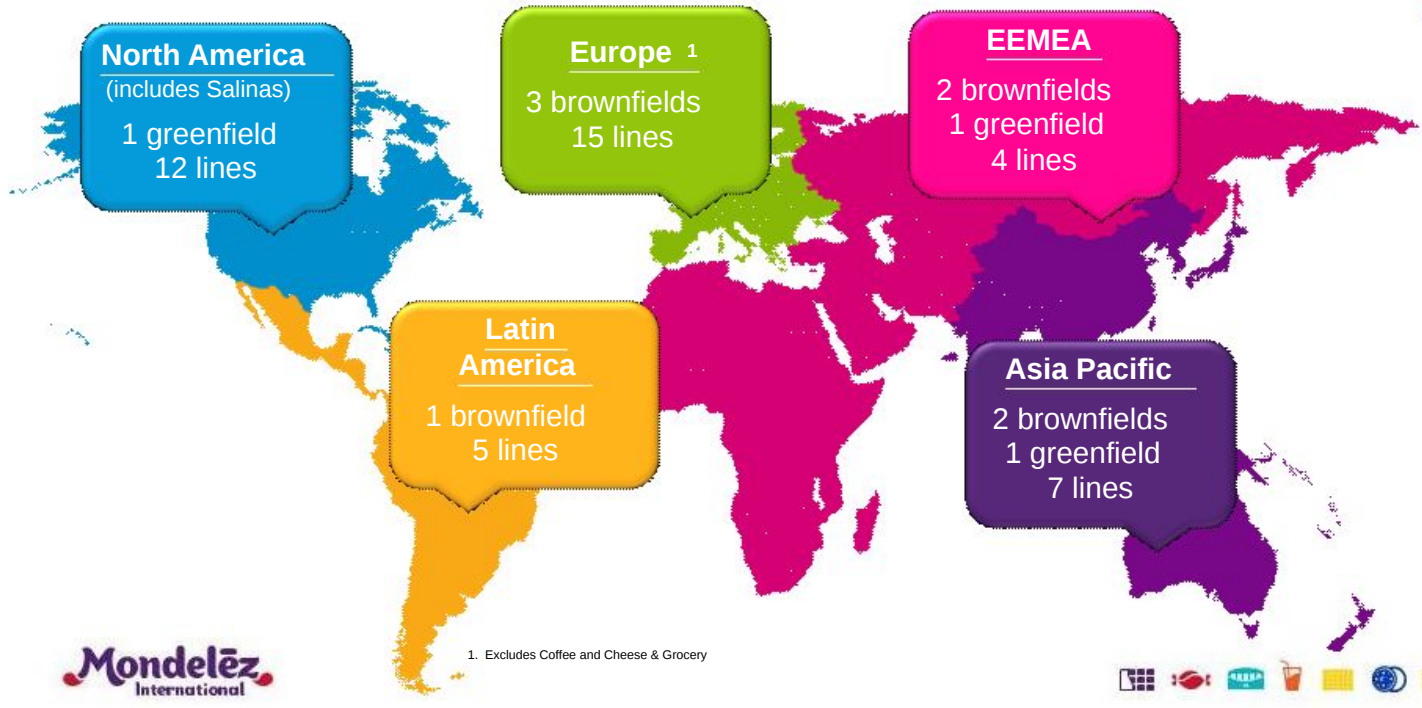 North America
(includes Salinas)
1 greenfield
12 lines
Europe 1
3 brownfields
15 lines
EEMEA
2 brownfields
1 greenfield
4 lines
Latin
America
1 brownfield
5 lines
Asia Pacific
2 brownfields
1 greenfield
7 lines
1. Excludes Coffee and Cheese & Grocery
Mondelēz
International